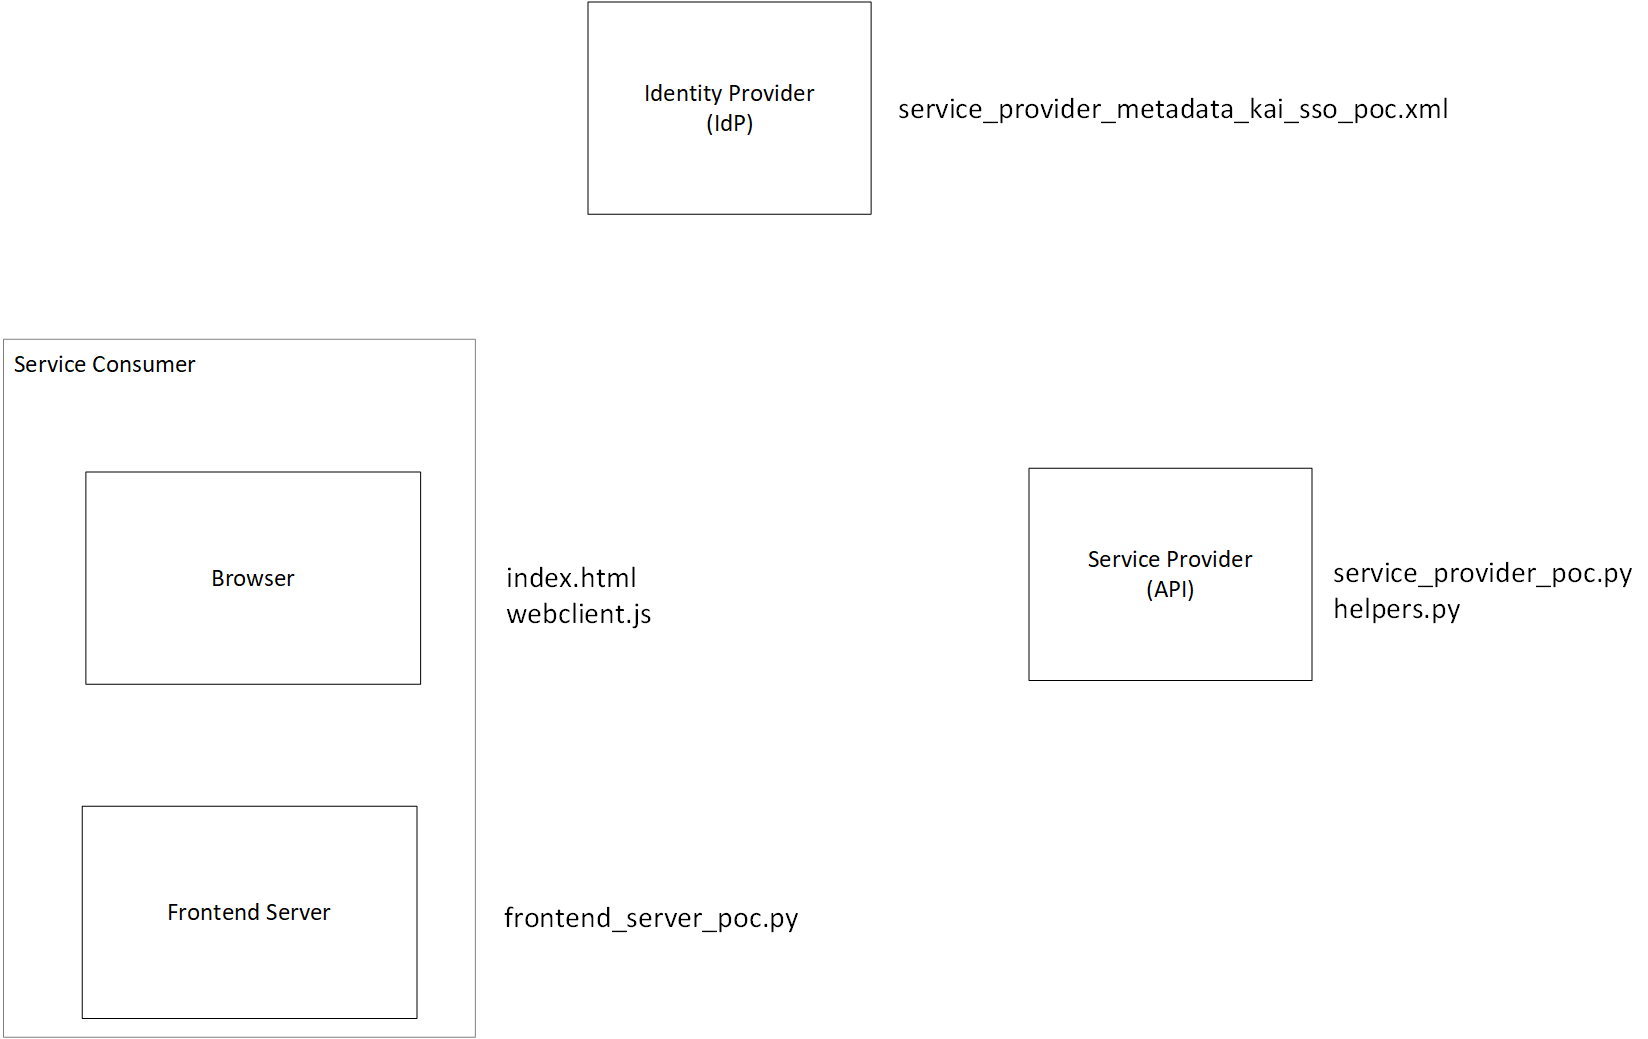 Identity Provider
(IdP)
service_provider_metadata_kai_sso_poc.xml
Service Consumer
Browser
index.html
webclient.js
Service Provider
(API)
service_provider_poc.py
helpers.py
Frontend Server
frontend_server_poc.py